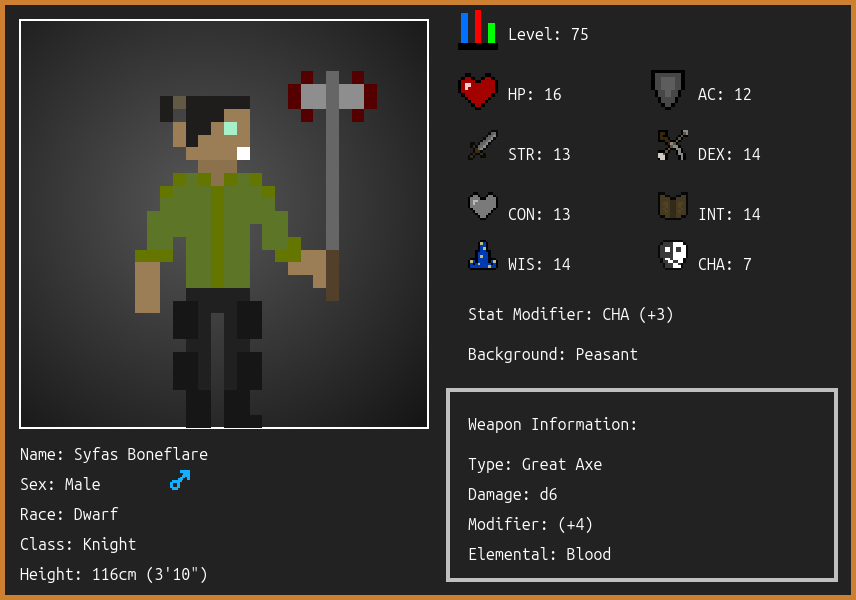 Level: 75
HP: 16
AC: 12
STR: 13
DEX: 14
CON: 13
INT: 14
WIS: 14
CHA: 7
Stat Modifier: CHA (+3)
Background: Peasant
Weapon Information:
Type: Great Axe
Damage: d6
Modifier: (+4)
Elemental: Blood
Name: Syfas Boneflare
Sex: Male
Race: Dwarf
Class: Knight
Height: 116cm (3'10")